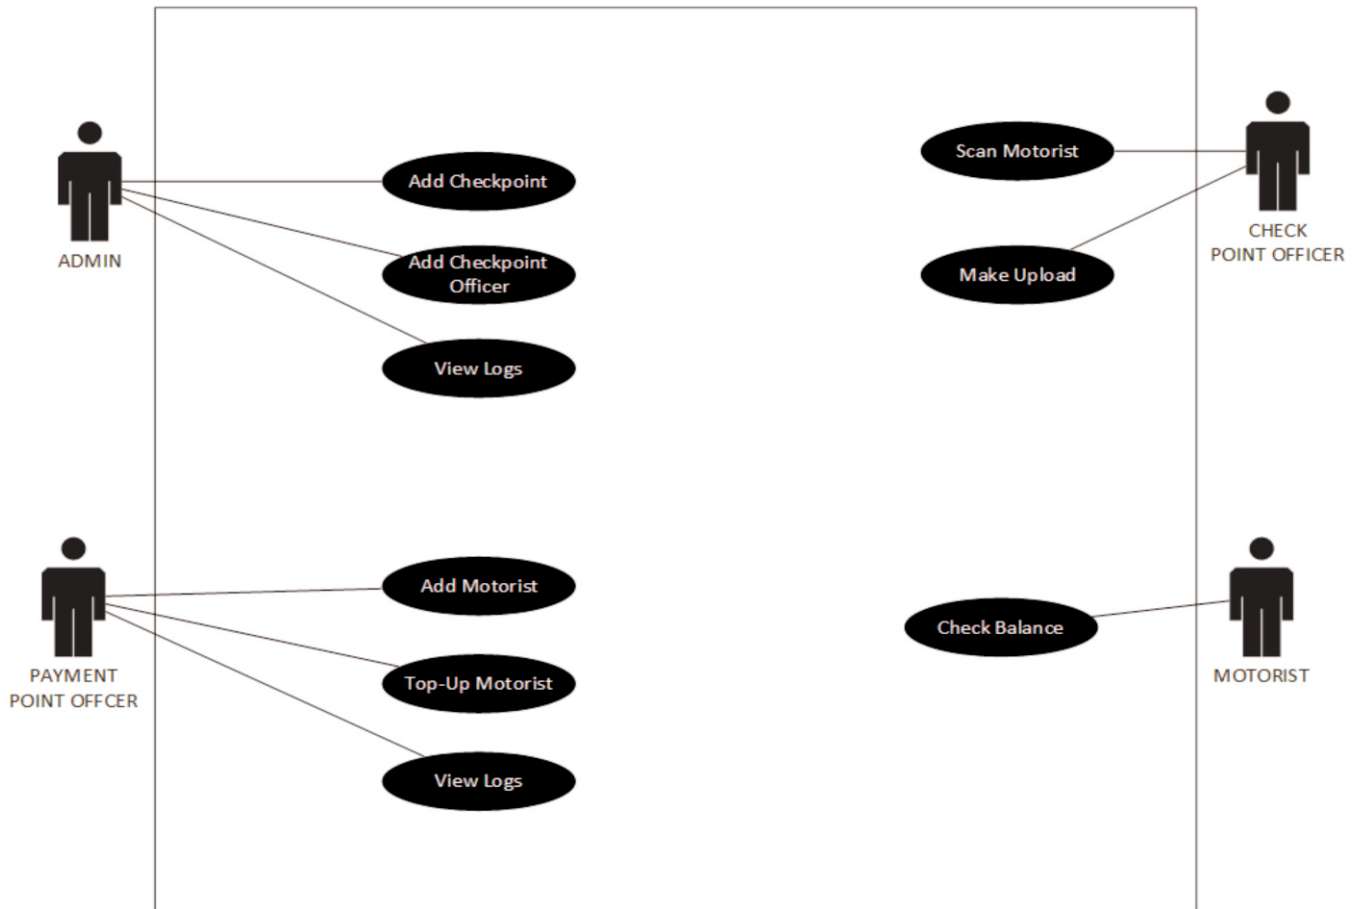 ADMIN
Add Checkpoint
Add Checkpoint
Officer
View Logs
Scan Motorist
Make Upload
CHECK
POINT OFFICER
PAYMENT
POINT OFFCER
Add Motorist
Top-Up Motorist
View Logs
Check Balance
MOTORIST